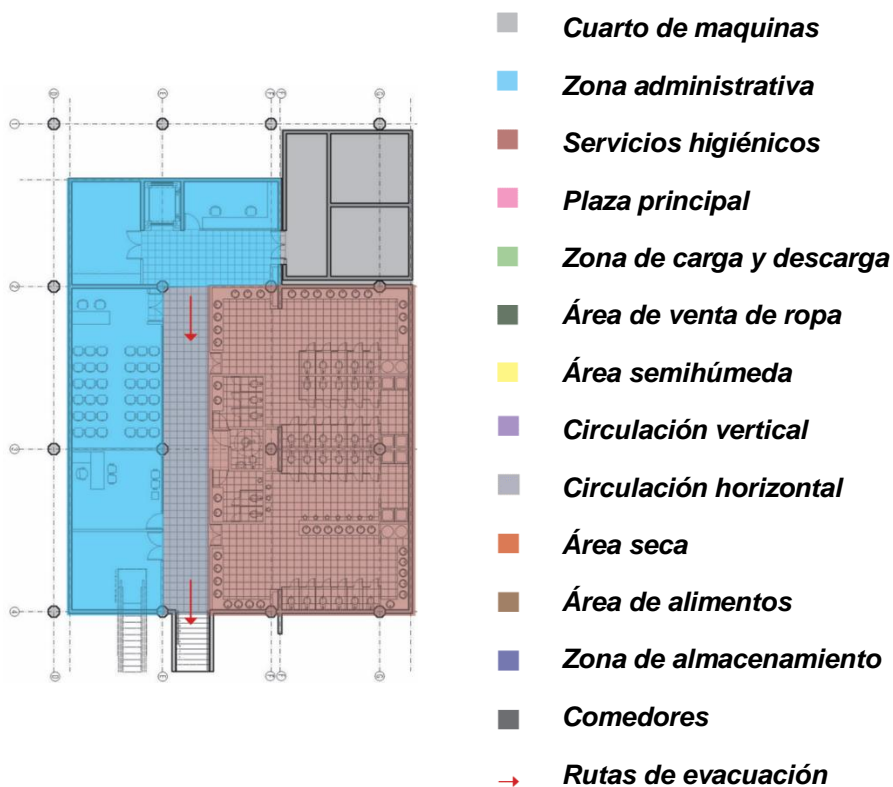 Cuarto de maquinas
Zona administrativa
Servicios higiénicos
Plaza principal
Zona de carga y descarga
Área de venta de ropa
Área semihúmeda
Circulación vertical
Circulación horizontal
Área seca
Área de alimentos
Zona de almacenamiento
Comedores
Rutas de evacuación